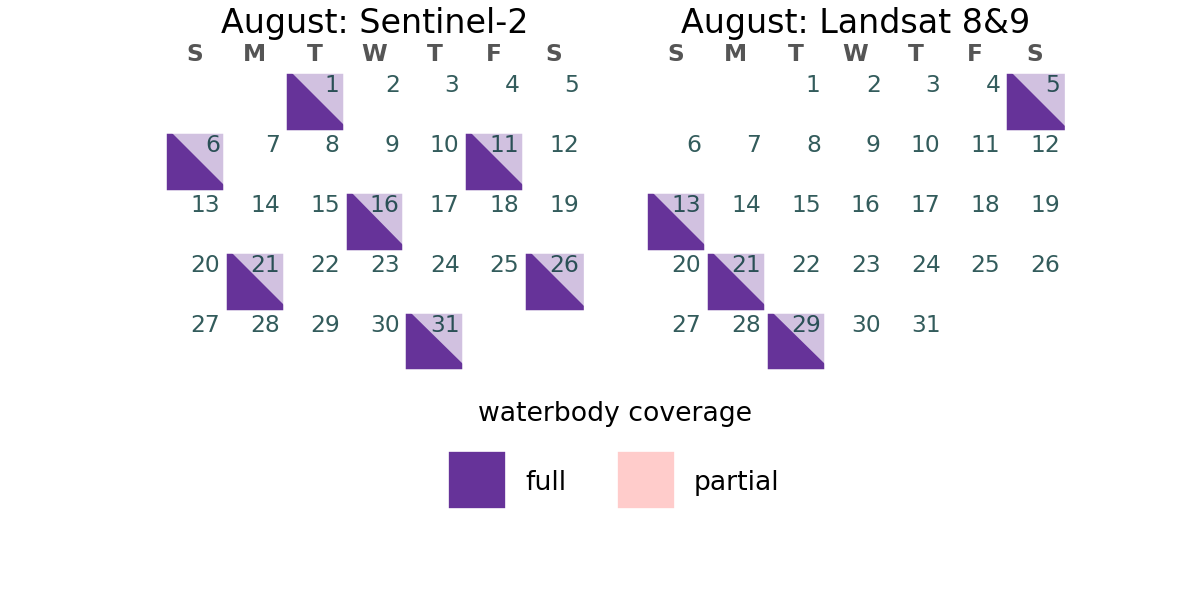 August: Sentinel-2
S M T W T F S
1 2 3 4 5
6 7 8 9 10 11 12
13 14 15 16 17 18 19
20 21 22 23 24 25 26
27 28 29 30 31
August: Landsat 8&9
S M T W T F S
1 2 3 4 5
6 7 8 9 10 11 12
13 14 15 16 17 18 19
20 21 22 23 24 25 26
27 28 29 30 31
waterbody coverage
full
partial